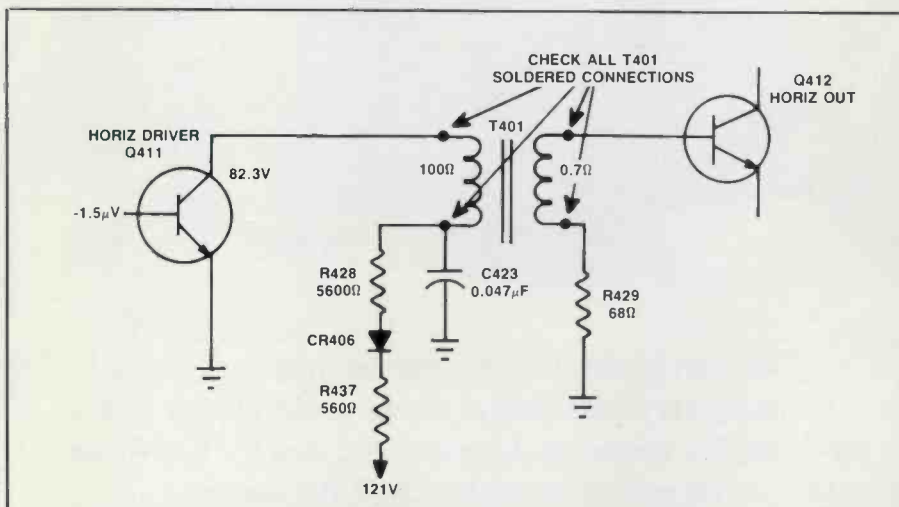 CHECK ALL T401
SOLDERED CONNECTIONS
Q412
HORIZ OUT
HORIZ DRIVER
Q411
T401
82.3V
100Ω
0.7Ω
-1.5µV
R428
5600Ω
C423
0.047µF
R429
68Ω
CR406
R437
560Ω
121V